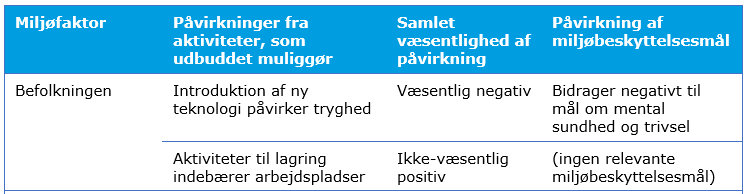 Miljøfaktor
Påvirkninger fra
aktiviteter, som
udbuddet muliggør
Samlet
væsentlighed af
påvirkning
Påvirkning af
miljøbeskyttelsesmål
Befolkningen
Introduktion af ny
teknologi påvirker tryghed
Væsentlig negativ
Bidrager negativt til
mål om mental
sundhed og trivsel
Aktiviteter til lagring
indebærer arbejdspladser
Ikke-væsentlig
positiv
(ingen relevante
miljøbeskyttelsesmål)